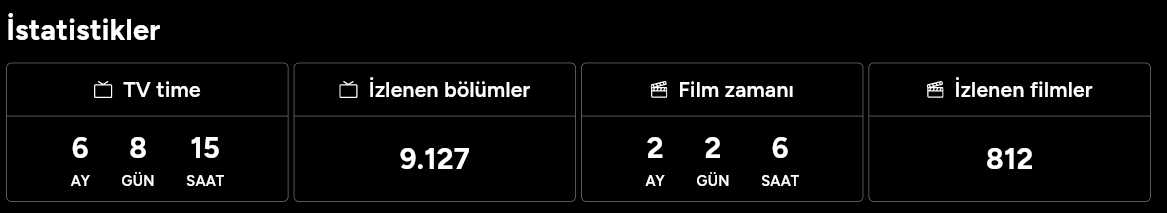 İstatistikler
TV time
6 8 15
AY GÜN SAAT
İzlenen bölümler
9.127
Film zamanı
2 2 6
AY GÜN SAAT
İzlenen filmler
812